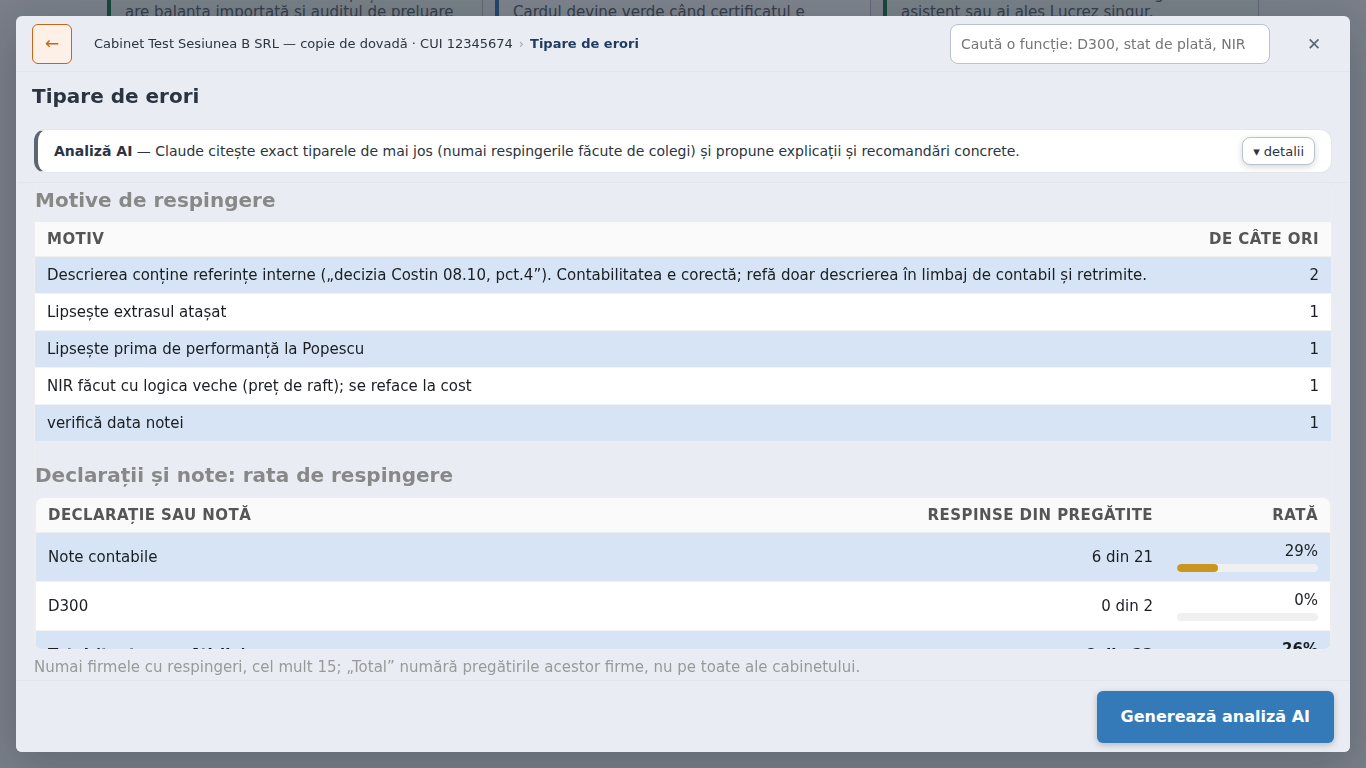 are balanța importată și auditul de preluare
Cardul devine verde când certificatul e
asistent sau ai ales Lucrez singur.
←
Cabinet Test Sesiunea B SRL — copie de dovadă · CUI 12345674 › Tipare de erori
Caută o funcție: D300, stat de plată, NIR
✕
Tipare de erori
Analiză AI — Claude citește exact tiparele de mai jos (numai respingerile făcute de colegi) și propune explicații și recomandări concrete.
▾ detalii
Motive de respingere
MOTIV DE CÂTE ORI
Descrierea conține referințe interne („decizia Costin 08.10, pct.4”). Contabilitatea e corectă; refă doar descrierea în limbaj de contabil și retrimite. 2
Lipsește extrasul atașat 1
Lipsește prima de performanță la Popescu 1
NIR făcut cu logica veche (preț de raft); se reface la cost 1
verifică data notei 1
Declarații și note: rata de respingere
DECLARAȚIE SAU NOTĂ RESPINSE DIN PREGĂTITE RATĂ
Note contabile 6 din 21 29%
D300 0 din 2 0%
26%
Numai firmele cu respingeri, cel mult 15; „Total” numără pregătirile acestor firme, nu pe toate ale cabinetului.
Generează analiză AI